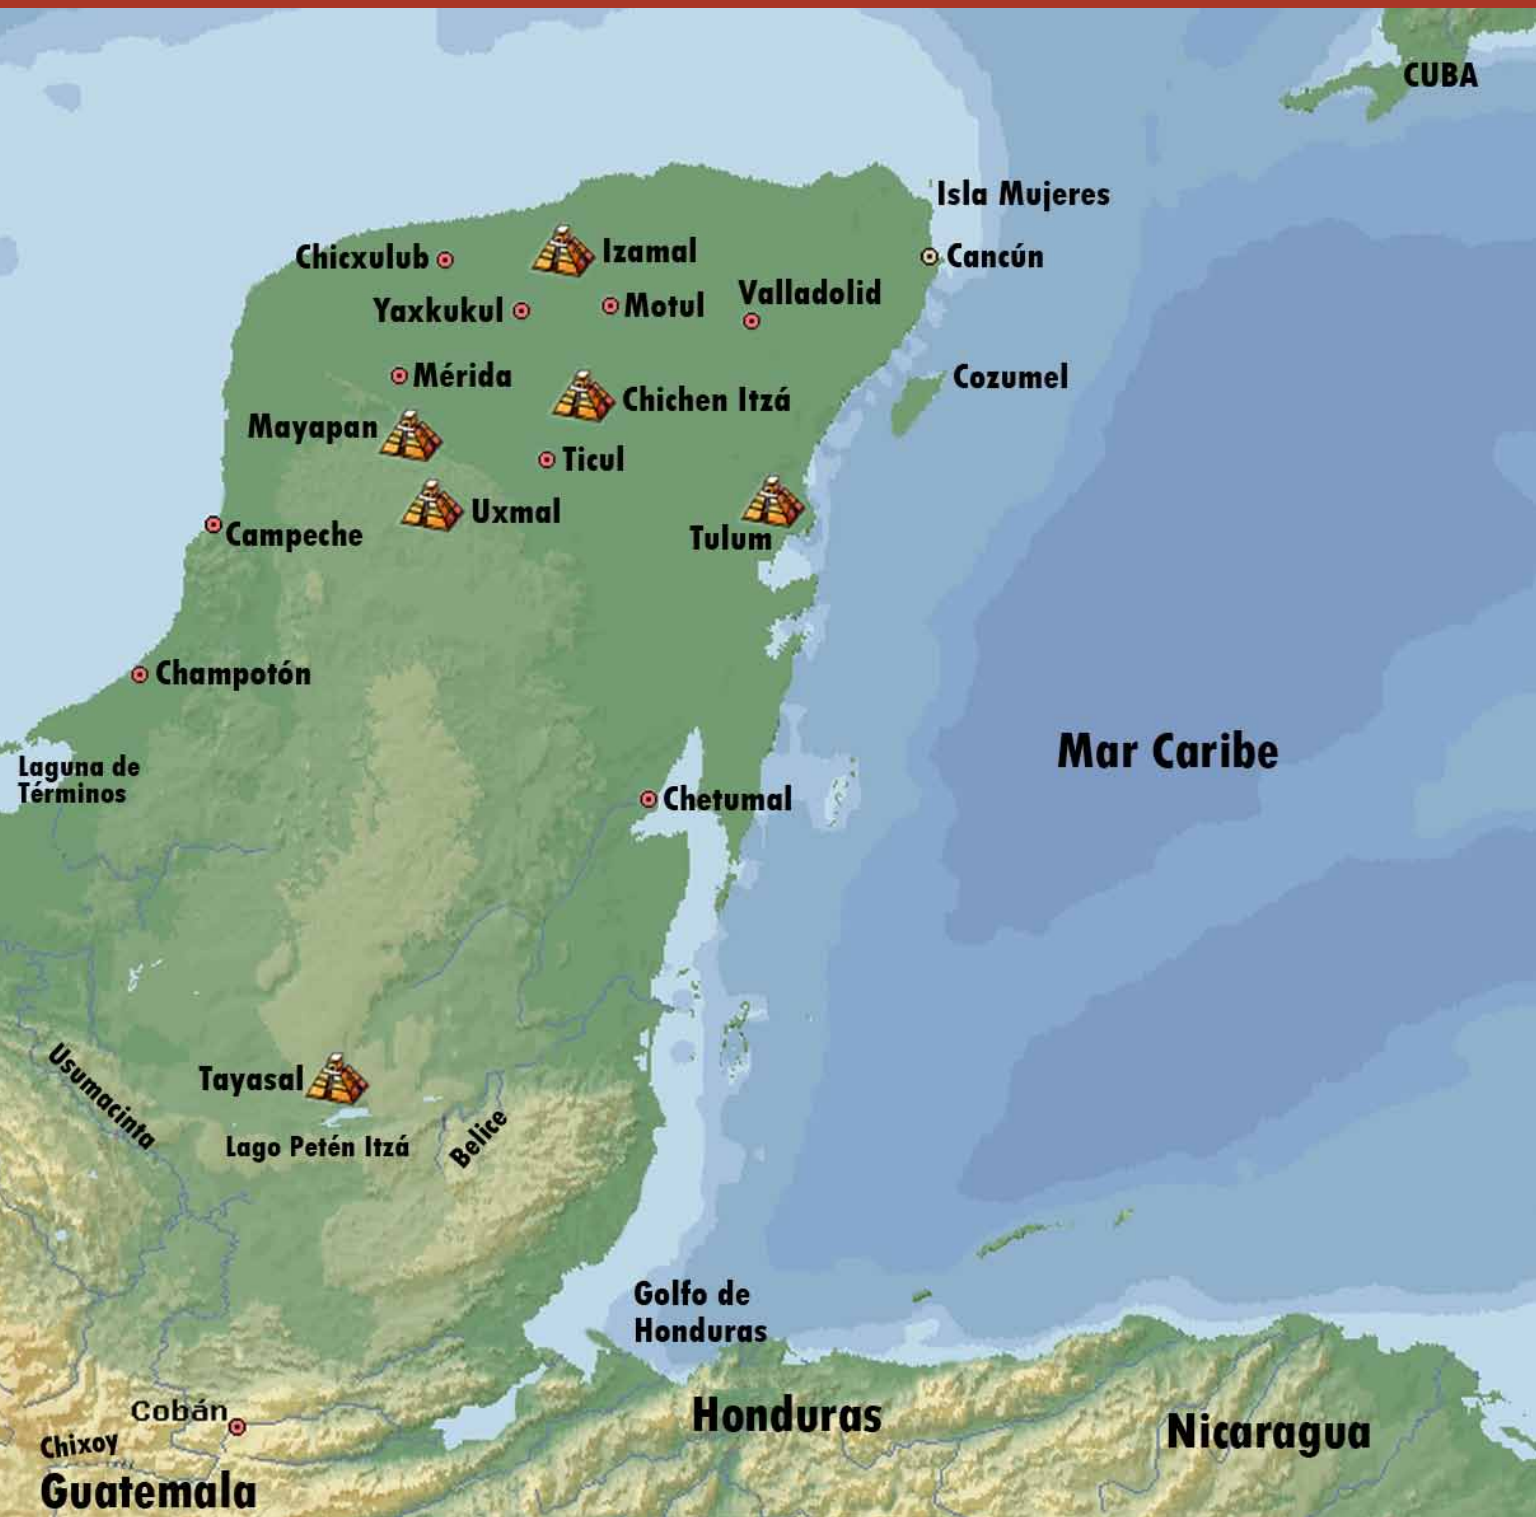 CUBA
Isla Mujeres
Chicxulub
Izamal
Cancún
Valladolid
Yaxkukul
Motul
Mérida
Cozumel
Chichen Itzá
Mayapan
Ticul
Uxmal
Campeche
Tulum
Champotón
Mar Caribe
Laguna de
Términos
Chetumal
Usumacinta
Tayasal
Belice
Lago Petén Itzá
Golfo de
Honduras
Cobán
Honduras
Nicaragua
Chixoy
Guatemala